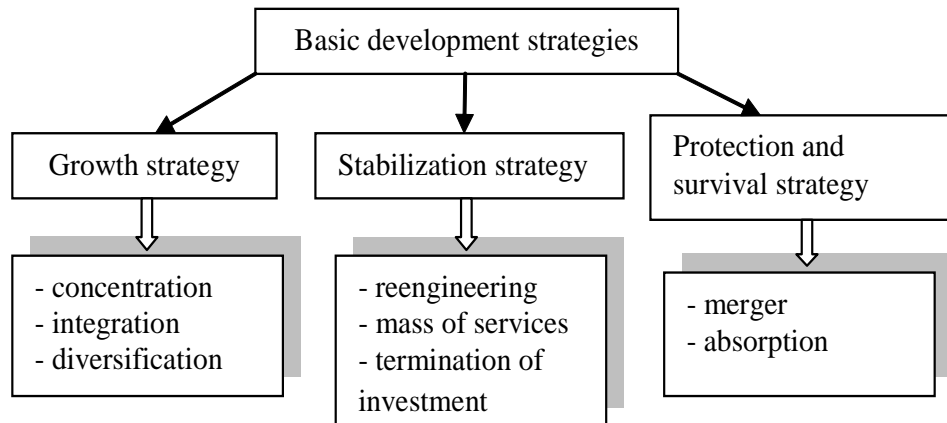 Basic development strategies
Growth strategy
Stabilization strategy
Protection and
survival strategy
- concentration
- integration
- diversification
- reengineering
- mass of services
- termination of
investment
- merger
- absorption